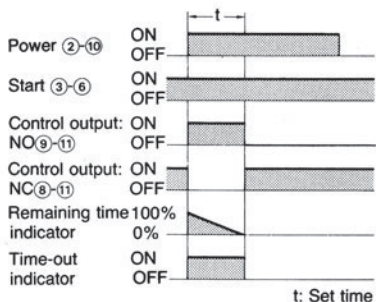 t
Power ②-⑩ ON
OFF
Start ③-⑥ ON
OFF
Control output: ON
NO⑨-⑪ OFF
Control output: ON
NC⑧-⑪ OFF
Remaining time 100%
indicator 0%
Time-out ON
indicator OFF
t: Set time